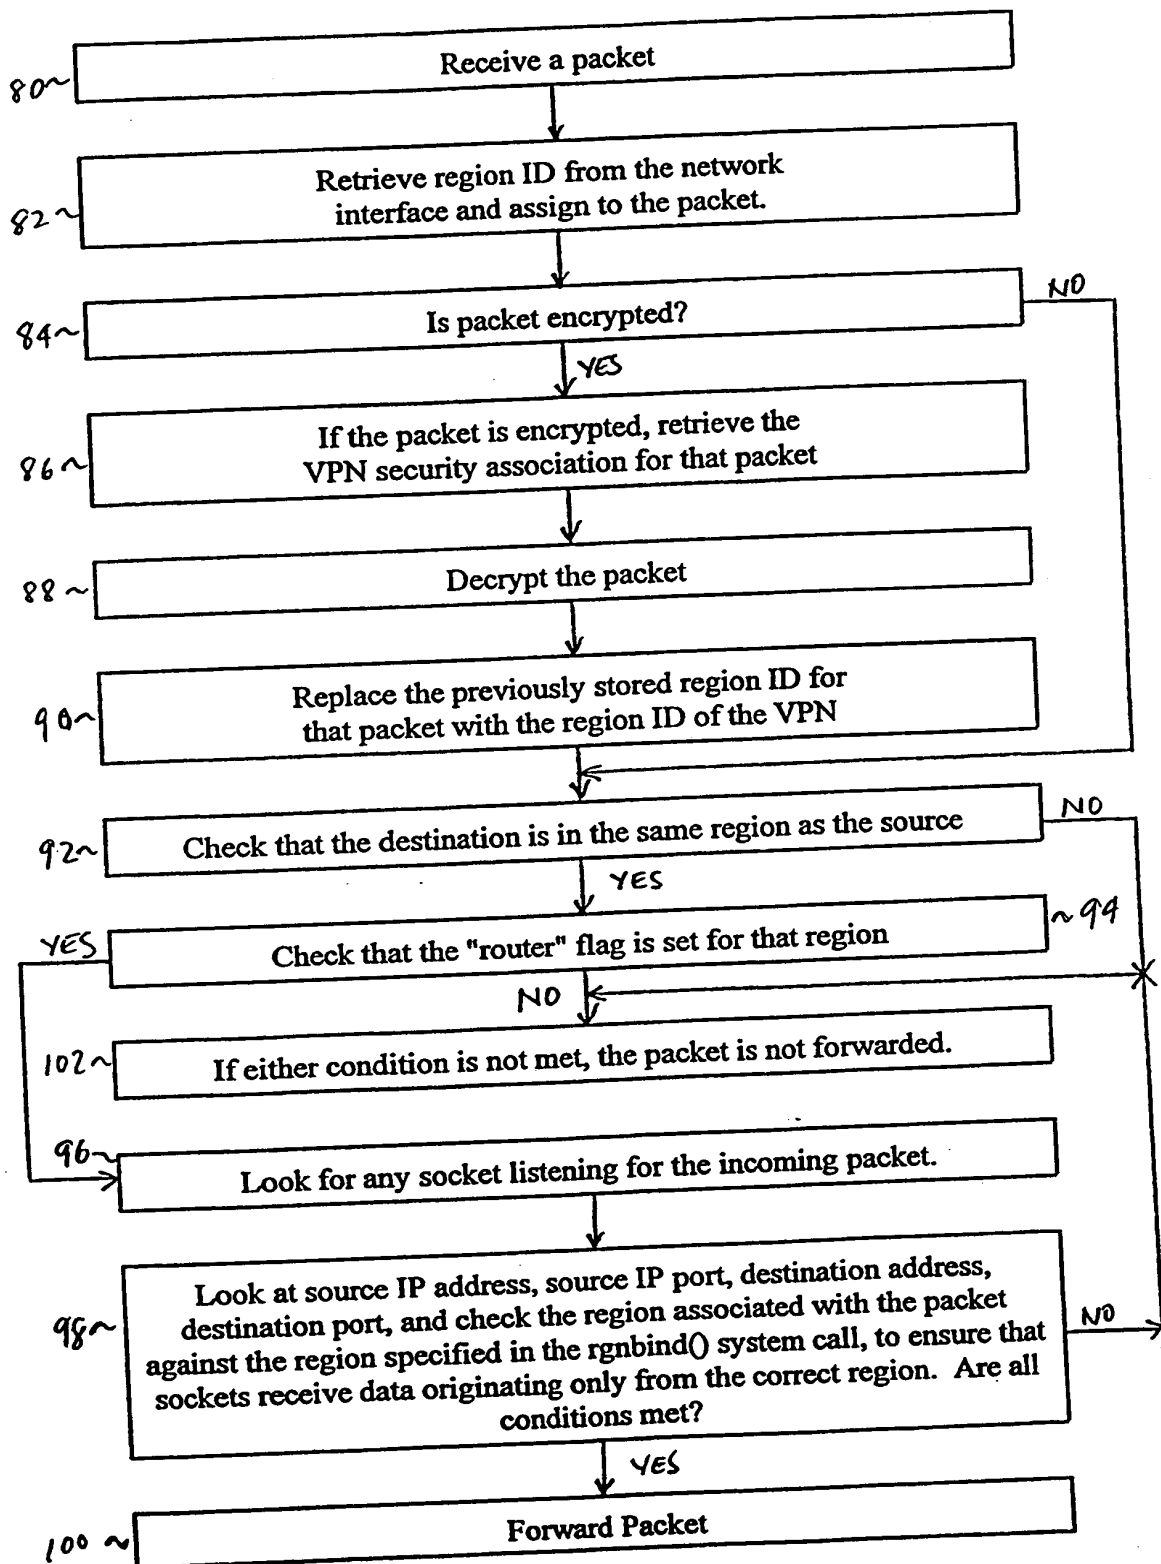 80~
Receive a packet
82~
Retrieve region ID from the network
interface and assign to the packet.
84~
Is packet encrypted?
NO
YES
86~
If the packet is encrypted, retrieve the
VPN security association for that packet
88~
Decrypt the packet
90~
Replace the previously stored region ID for
that packet with the region ID of the VPN
92~
Check that the destination is in the same region as the source
NO
YES
YES
Check that the "router" flag is set for that region
~94
NO
102~
If either condition is not met, the packet is not forwarded.
96~
Look for any socket listening for the incoming packet.
98~
Look at source IP address, source IP port, destination address,
destination port, and check the region associated with the packet
against the region specified in the rgnbind() system call, to ensure that
sockets receive data originating only from the correct region. Are all
conditions met?
NO
YES
100~
Forward Packet